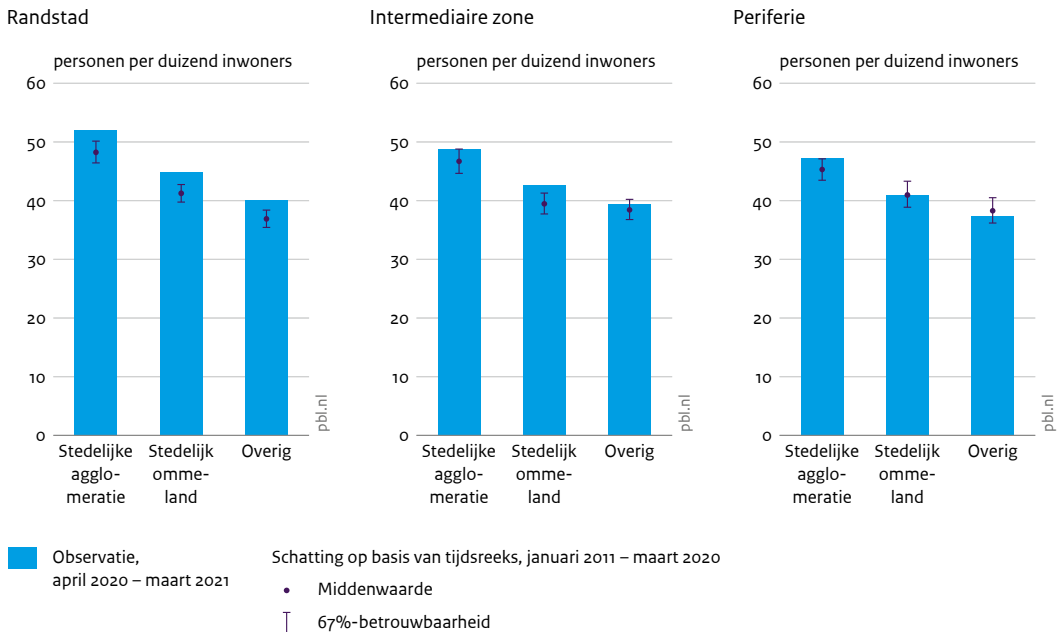 Randstad
personen per duizend inwoners
60
50
40
30
20
10
0
Stedelijke
agglo-
meratie
Stedelijk
omme-
land
Overig
pbl.nl
Intermediaire zone
personen per duizend inwoners
60
50
40
30
20
10
0
Stedelijke
agglo-
meratie
Stedelijk
omme-
land
Overig
pbl.nl
Periferie
personen per duizend inwoners
60
50
40
30
20
10
0
Stedelijke
agglo-
meratie
Stedelijk
omme-
land
Overig
pbl.nl
Observatie,
april 2020 – maart 2021
Schatting op basis van tijdsreeks, januari 2011 – maart 2020
Middenwaarde
67%-betrouwbaarheid